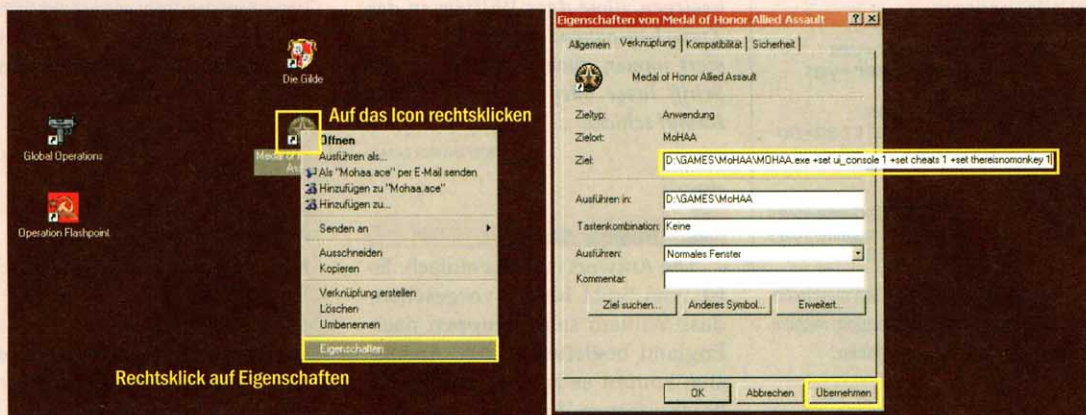 Die Gilde
Auf das Icon rechtsklicken
Global Operations
Medal of
As
Operation Flashpoint
Öffnen
Ausführen als...
Als "Mohaa.ace" per E-Mail senden
Hinzufügen zu "Mohaa.ace"
Hinzufügen zu...
Senden an
Ausschneiden
Kopieren
Verknüpfung erstellen
Löschen
Umbenennen
Eigenschaften
Rechtsklick auf Eigenschaften
Eigenschaften von Medal of Honor Allied Assault
Allgemein Verknüpfung Kompatibilität Sicherheit
Medal of Honor Allied Assault
Zieltyp: Anwendung
Zielort: MoHAA
Ziel: D:\GAMES\MoHAA\MOHAA.exe +set ui_console 1 +set cheats 1 +set thereisnomonkey 1
Ausführen in: D:\GAMES\MoHAA
Tastenkombination: Keine
Ausführen: Normales Fenster
Kommentar:
Ziel suchen... Anderes Symbol... Erweitert...
OK Abbrechen Übernehmen